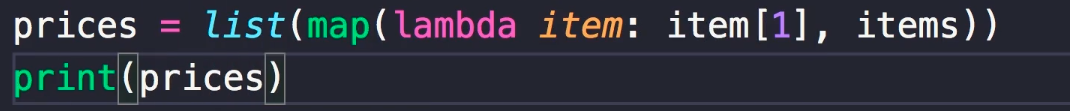 prices = list(map(lambda item: item[1], items))
print(prices)